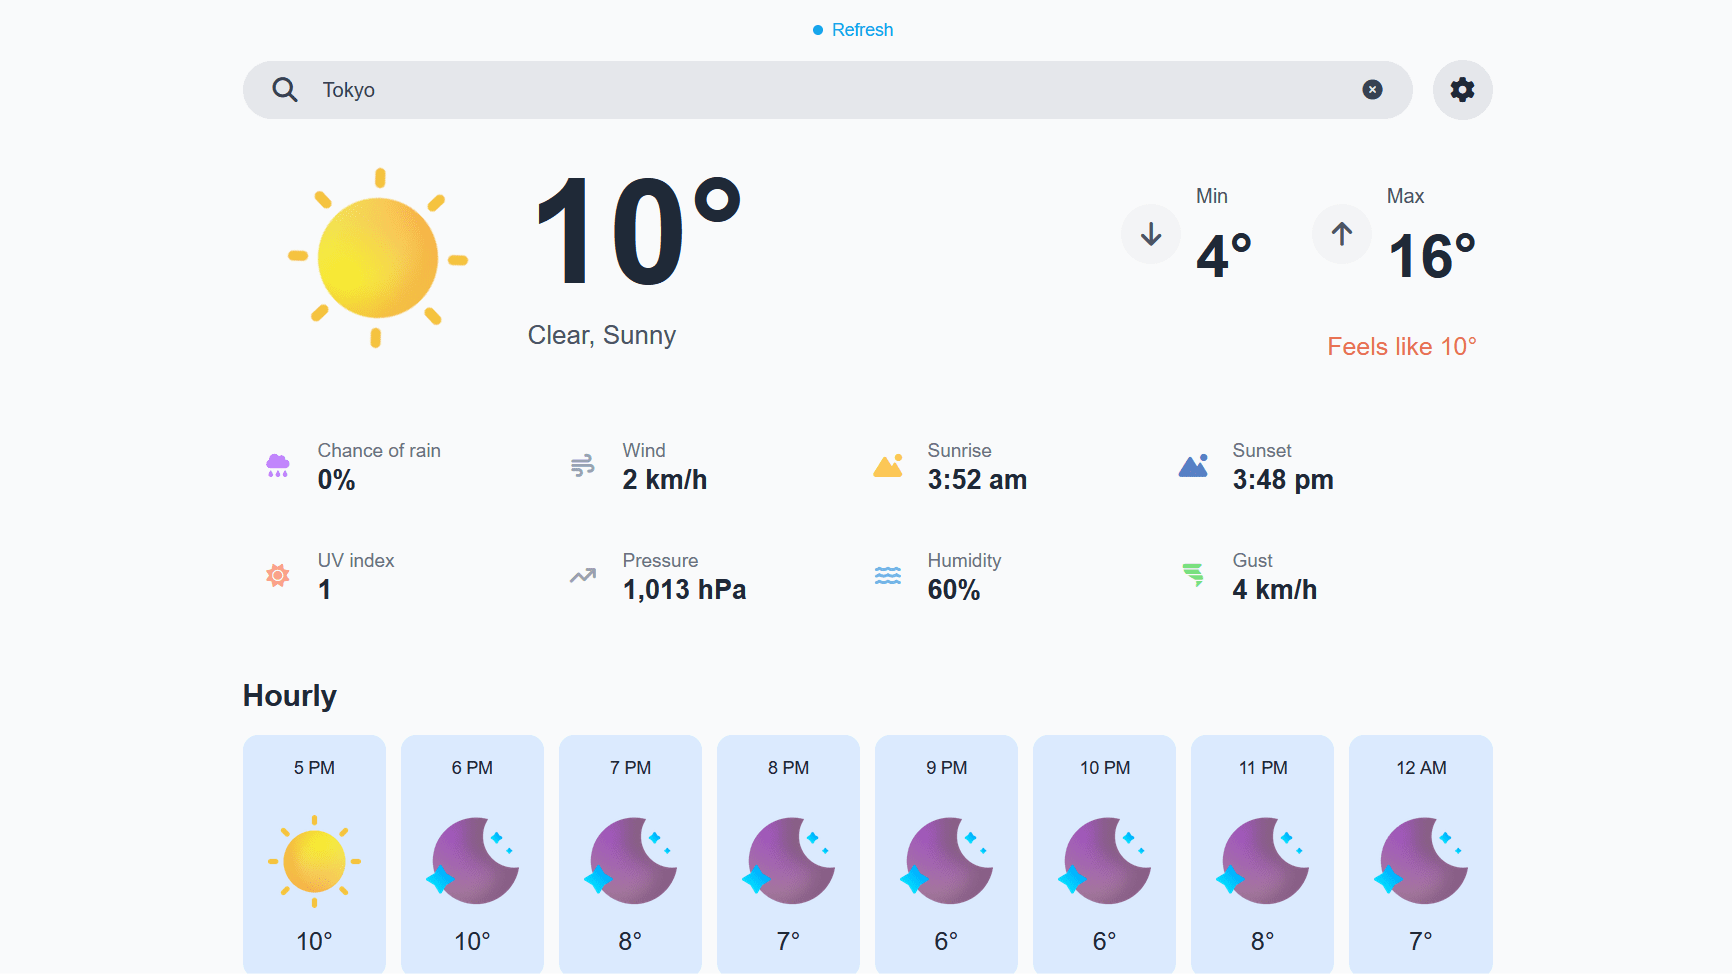 Refresh
Tokyo
10°
Clear, Sunny
Min
4°
Max
16°
Feels like 10°
Chance of rain
0%
Wind
2 km/h
Sunrise
3:52 am
Sunset
3:48 pm
UV index
1
Pressure
1,013 hPa
Humidity
60%
Gust
4 km/h
Hourly
5 PM
6 PM
7 PM
8 PM
9 PM
10 PM
11 PM
12 AM
10°
10°
8°
7°
6°
6°
8°
7°